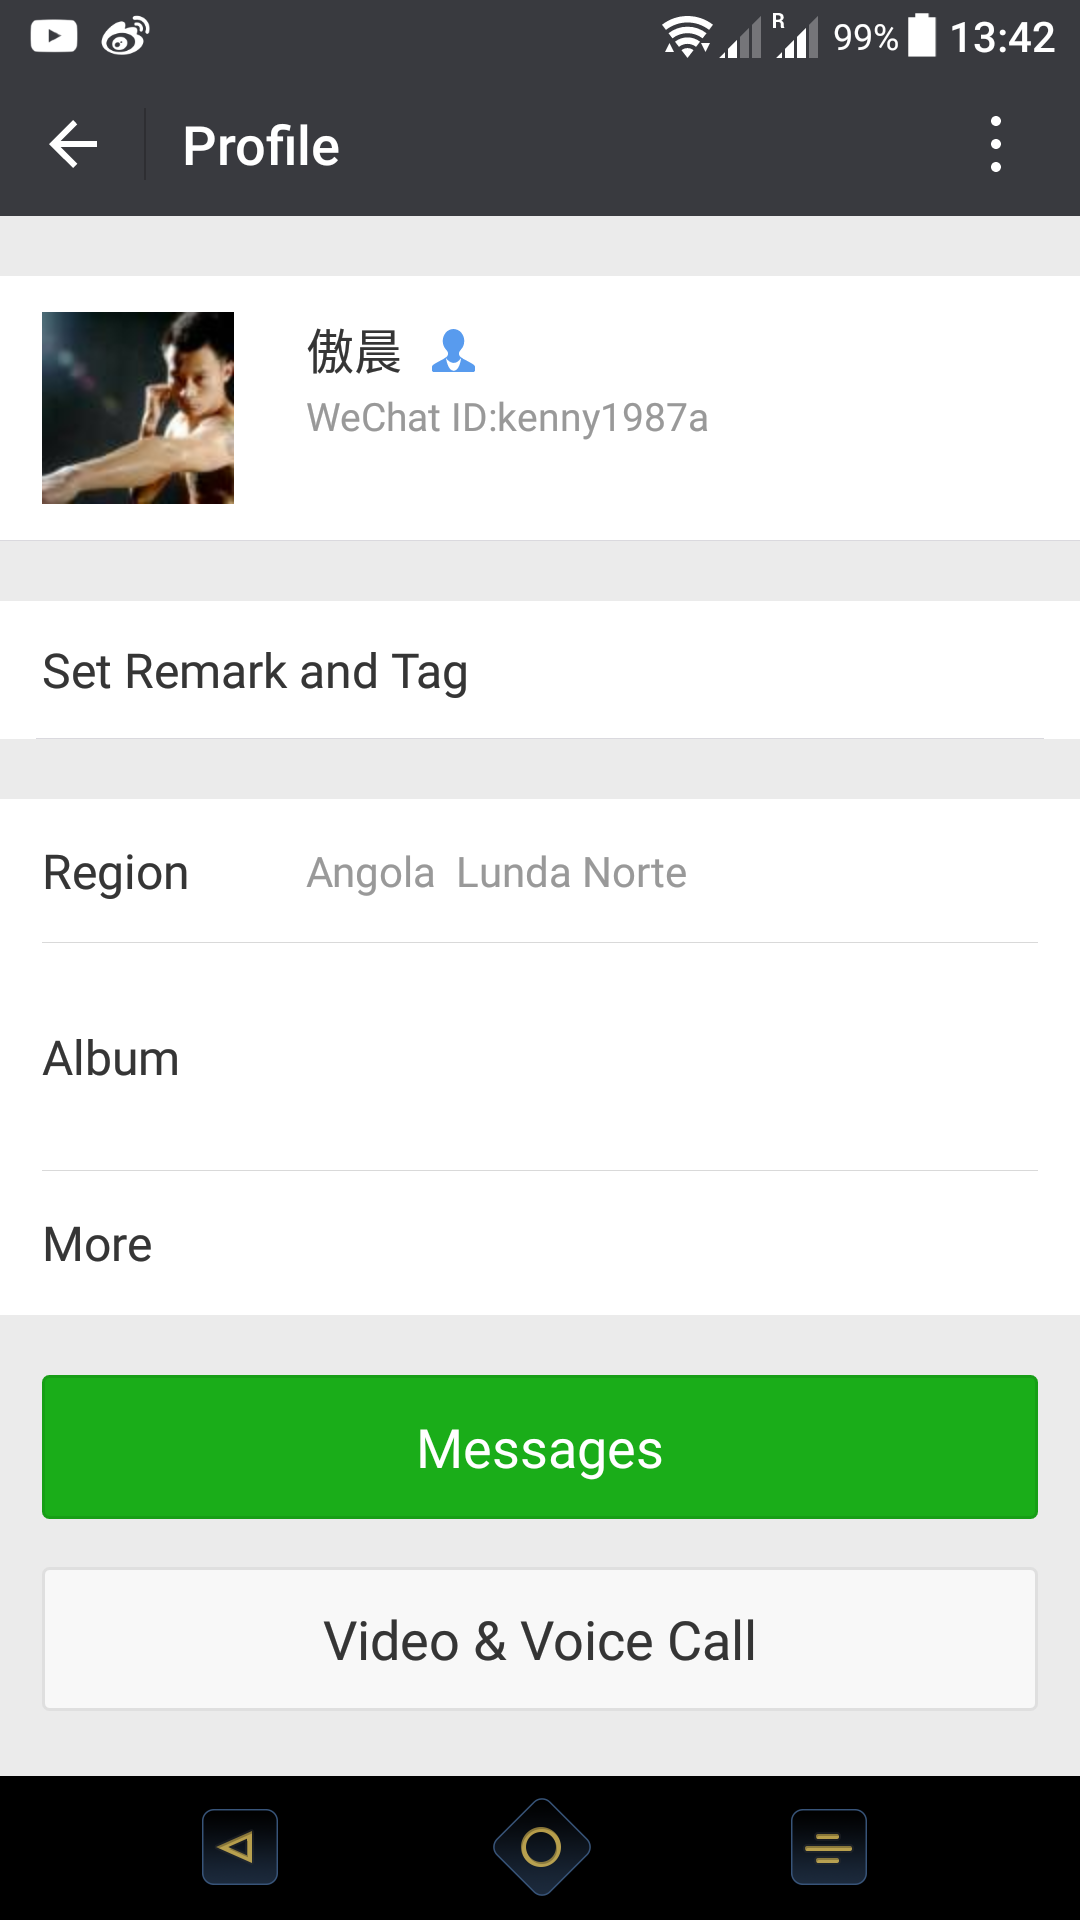 R 99% 13:42
Profile
傲晨
WeChat ID:kenny1987a
Set Remark and Tag
Region Angola Lunda Norte
Album
More
Messages
Video & Voice Call